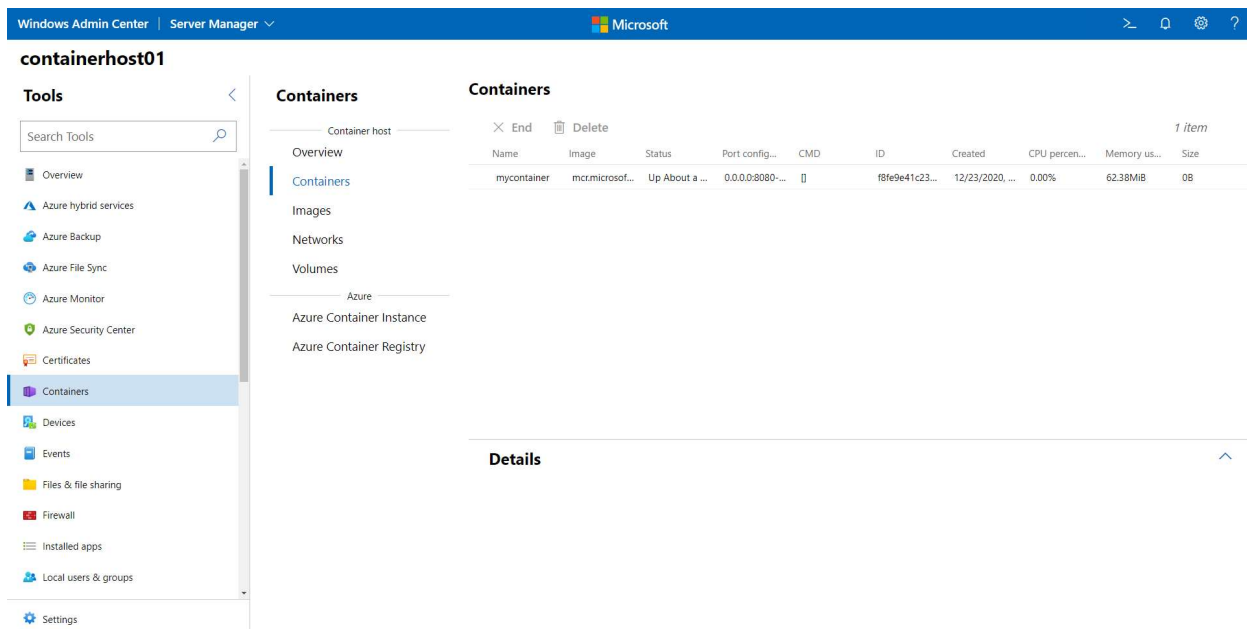 Windows Admin Center | Server Manager
Microsoft
containerhost01
Tools
Search Tools
Overview
Azure hybrid services
Azure Backup
Azure File Sync
Azure Monitor
Azure Security Center
Certificates
Containers
Devices
Events
Files & file sharing
Firewall
Installed apps
Local users & groups
Settings
Containers
Container host
Overview
Containers
Images
Networks
Volumes
Azure
Azure Container Instance
Azure Container Registry
Containers
End Delete 1 item
Name Image Status Port config... CMD ID Created CPU percen... Memory us... Size
mycontainer mcr.microsof... Up About a ... 0.0.0.0:8080-... [] f8fe9e41c23... 12/23/2020, ... 0.00% 62.38MiB 0B
Details